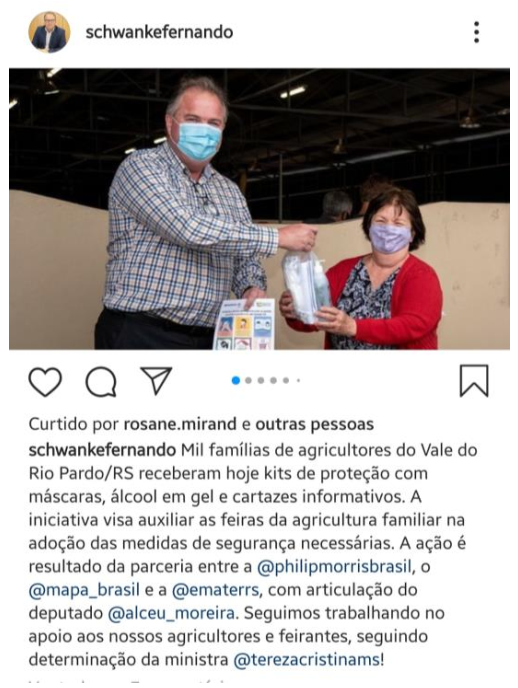 schwankefernando
Curtido por rosane.mirand e outras pessoas
schwankefernando Mil famílias de agricultores do Vale do
Rio Pardo/RS receberam hoje kits de proteção com
máscaras, álcool em gel e cartazes informativos. A
iniciativa visa auxiliar as feiras da agricultura familiar na
adoção das medidas de segurança necessárias. A ação é
resultado da parceria entre a @philipmorrisbrasil, o
@mapa_brasil e a @ematerrs, com articulação do
deputado @alceu_moreira. Seguimos trabalhando no
apoio aos nossos agricultores e feirantes, seguindo
determinação da ministra @terezacristinams!